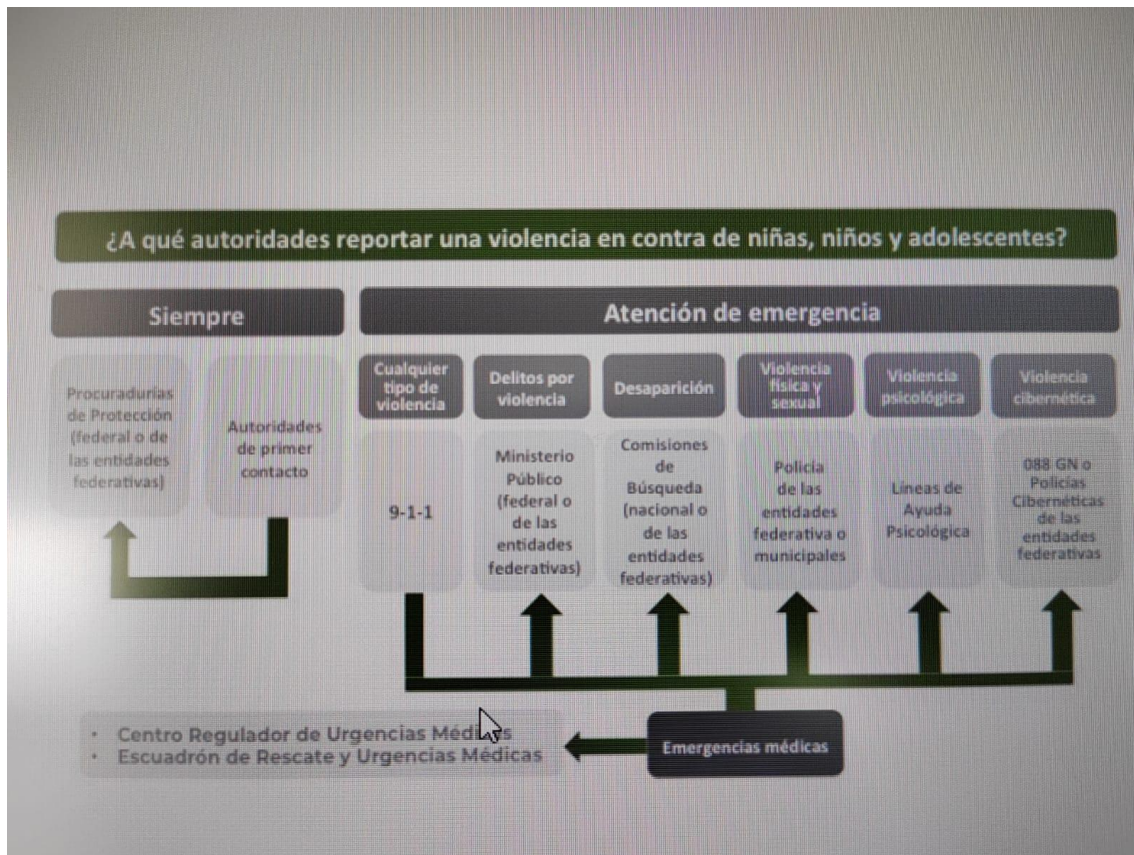 ¿A qué autoridades reportar una violencia en contra de niñas, niños y adolescentes?
Siempre
Atención de emergencia
Procuradurías
de Protección
(federal o de
las entidades
federativas)
Autoridades
de primer
contacto
Cualquier
tipo de
violencia
9-1-1
Delitos por
violencia
Ministerio
Público
(federal o
de las
entidades
federativas)
Desaparición
Comisiones
de
Búsqueda
(nacional o
de las
entidades
federativas)
Violencia
física y
sexual
Policía
de las
entidades
federativa o
municipales
Violencia
psicológica
Líneas de
Ayuda
Psicológica
Violencia
cibernética
088 GN o
Policías
Cibernéticas
de las
entidades
federativas
Emergencias médicas
• Centro Regulador de Urgencias Médicas
• Escuadrón de Rescate y Urgencias Médicas